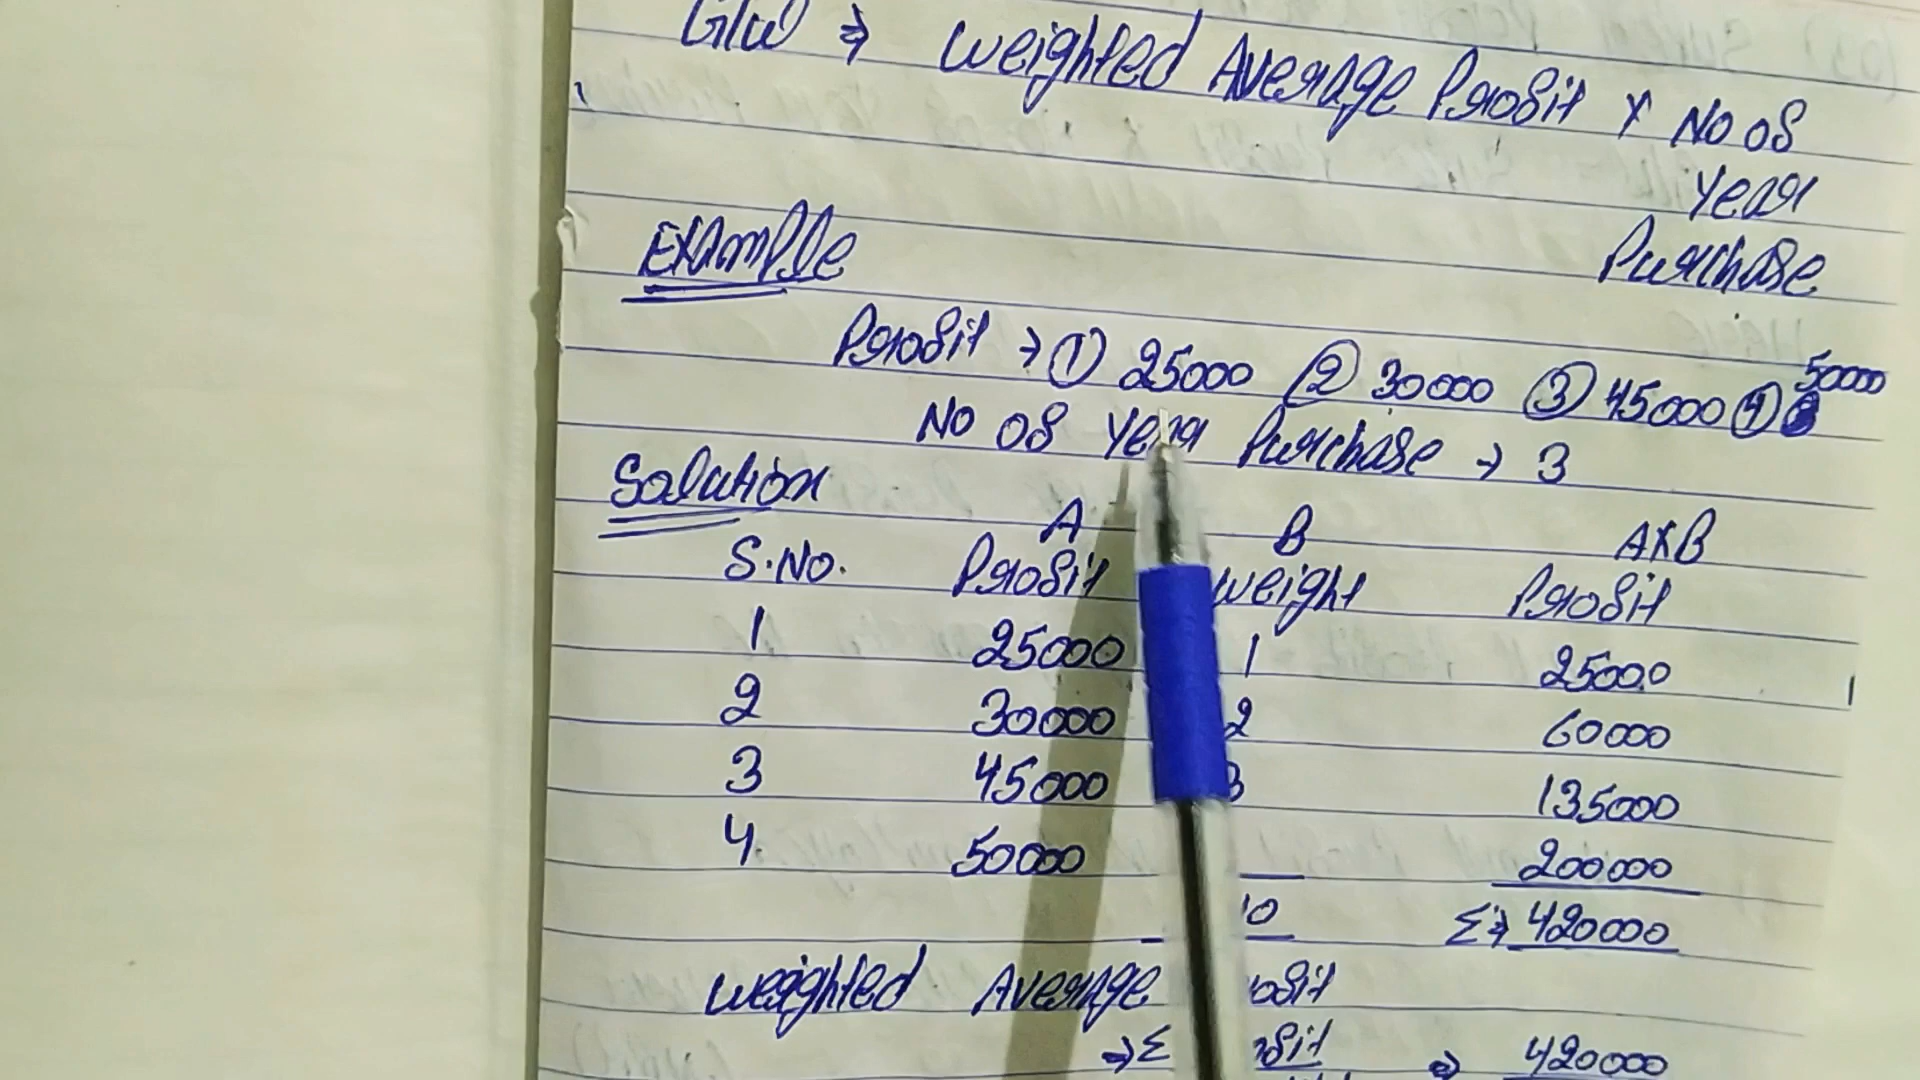 G/W ⇒ Weighted Average Profit × No of
Year
Purchase
Example
Profit → ① 25000 ② 30000 ③ 45000 ④ 50000
No of Year Purchase → 3
Solution
A B A×B
S.No. Profit Weight Profit
1 25000 1 25000
2 30000 2 60000
3 45000 3 135000
4. 50000 200000
10 Σ⇒ 420000
Weighted Average
⇒ Σ ⇒ 420000